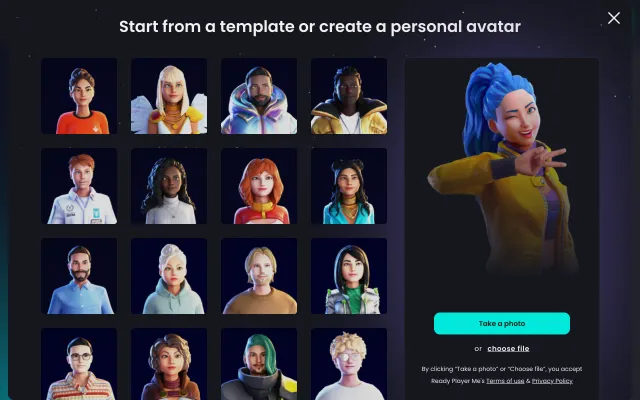 Start from a template or create a personal avatar
Take a photo
or choose file
By clicking "Take a photo" or "Choose file", you accept
Ready Player Me's Terms of use & Privacy Policy